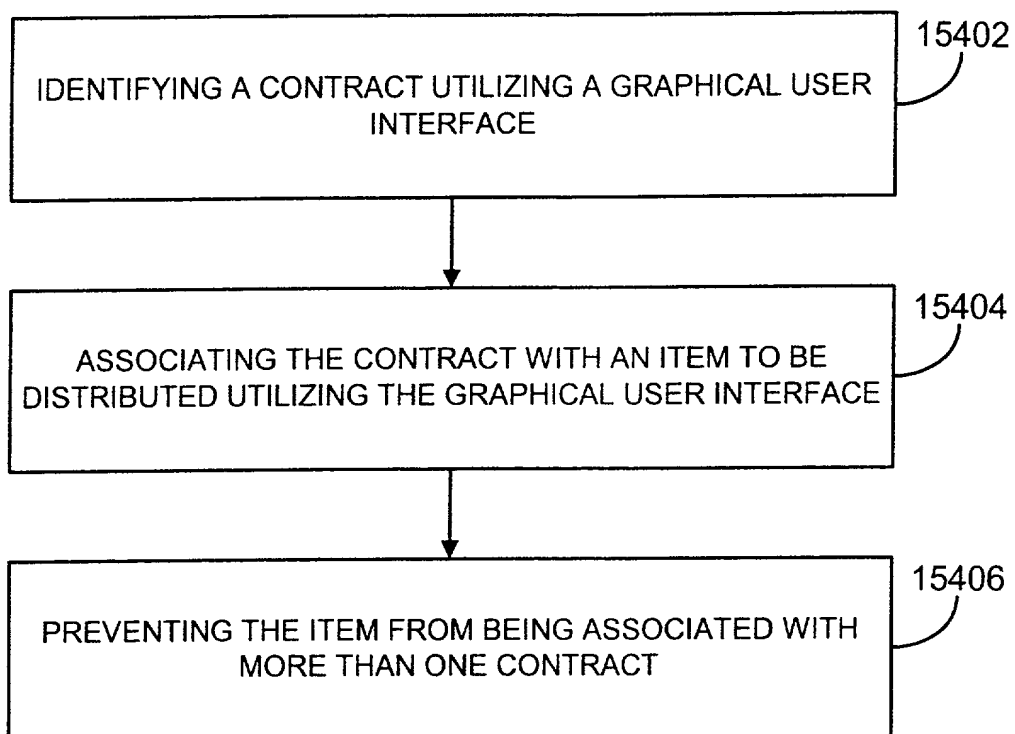 15402
IDENTIFYING A CONTRACT UTILIZING A GRAPHICAL USER
INTERFACE
15404
ASSOCIATING THE CONTRACT WITH AN ITEM TO BE
DISTRIBUTED UTILIZING THE GRAPHICAL USER INTERFACE
15406
PREVENTING THE ITEM FROM BEING ASSOCIATED WITH
MORE THAN ONE CONTRACT